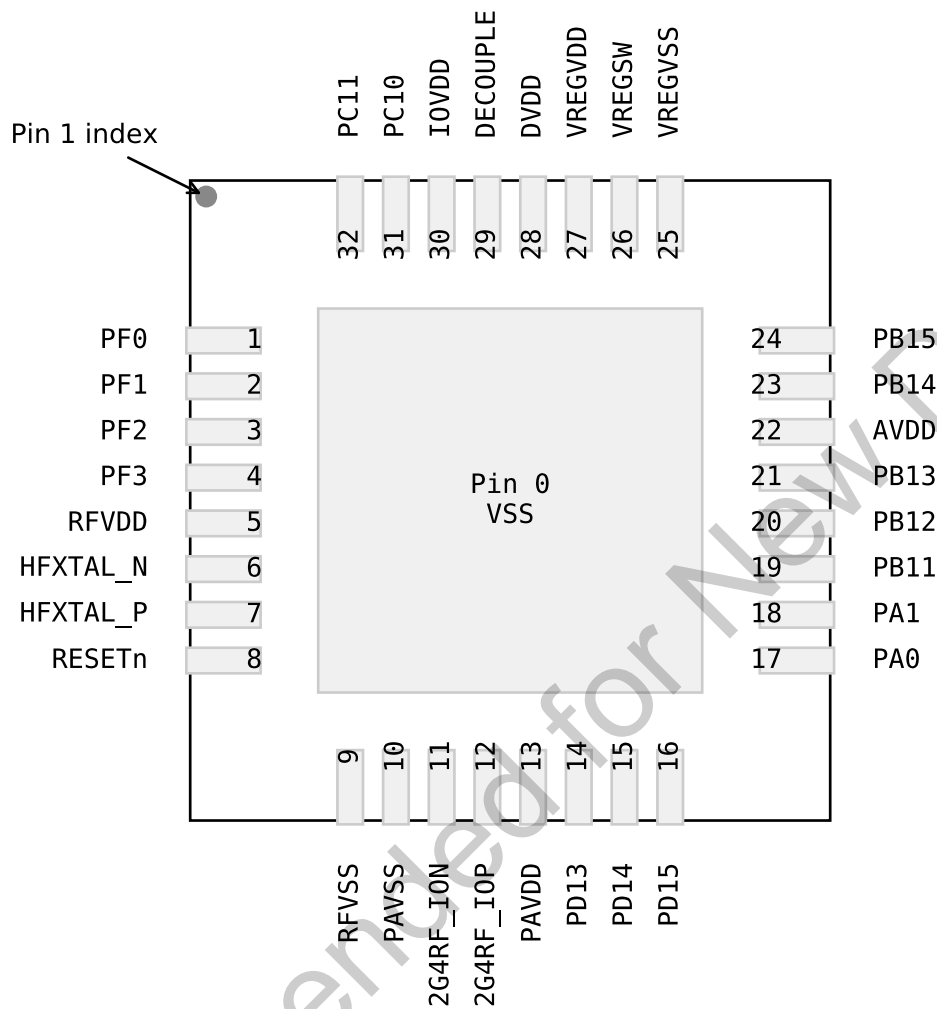 PC11
PC10
IOVDD
DECOUPLE
DVDD
VREGVDD
VREGSW
VREGVSS
Pin 1 index
32
31
30
29
28
27
26
25
PF0 1
PF1 2
PF2 3
PF3 4
RFVDD 5
HFXTAL_N 6
HFXTAL_P 7
RESETn 8
Pin 0
VSS
24 PB15
23 PB14
22 AVDD
21 PB13
20 PB12
19 PB11
18 PA1
17 PA0
9
10
11
12
13
14
15
16
RFVSS
PAVSS
2G4RF_ION
2G4RF_IOP
PAVDD
PD13
PD14
PD15
ended for New